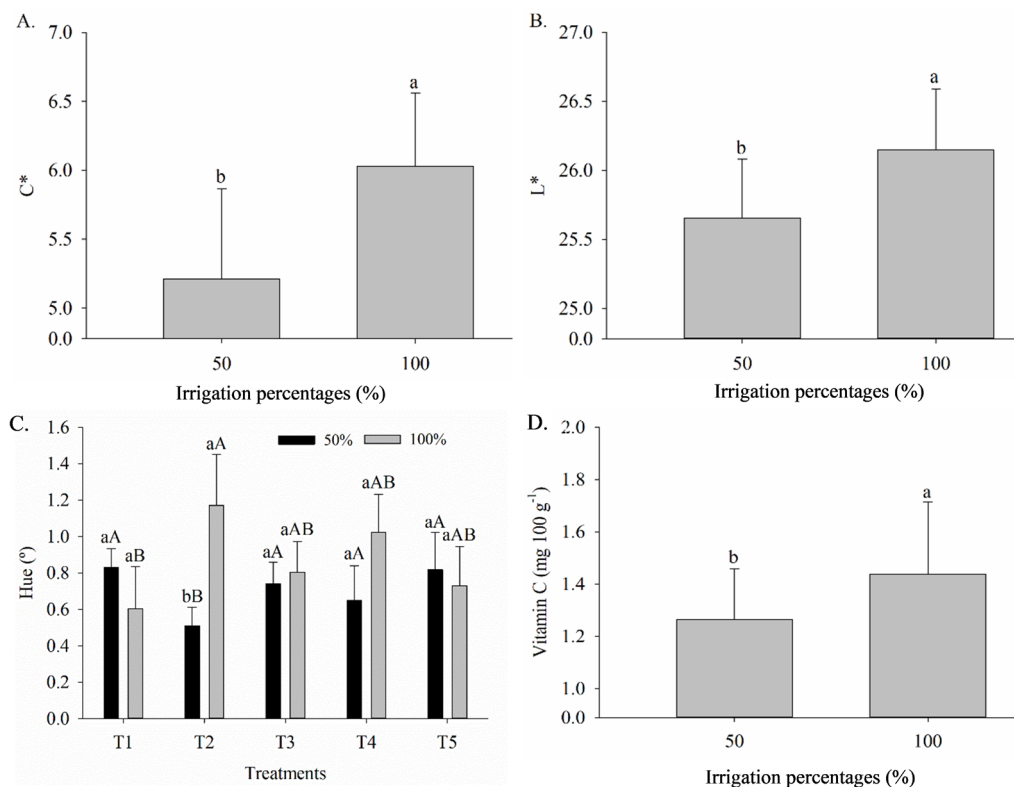 A.
7.0
6.5
6.0
5.5
5.0
0.0
C*
b
a
50
100
Irrigation percentages (%)
B.
27.0
26.5
26.0
25.5
25.0
0.0
L*
b
a
50
100
Irrigation percentages (%)
C.
1.6
1.4
1.2
1.0
0.8
0.6
0.4
0.2
0.0
Hue (º)
50%
100%
aA
aB
bB
aA
aA
aAB
aA
aAB
aA
aAB
T1
T2
T3
T4
T5
Treatments
D.
2.0
1.8
1.6
1.4
1.2
1.0
0.0
Vitamin C (mg 100 g⁻¹)
b
a
50
100
Irrigation percentages (%)